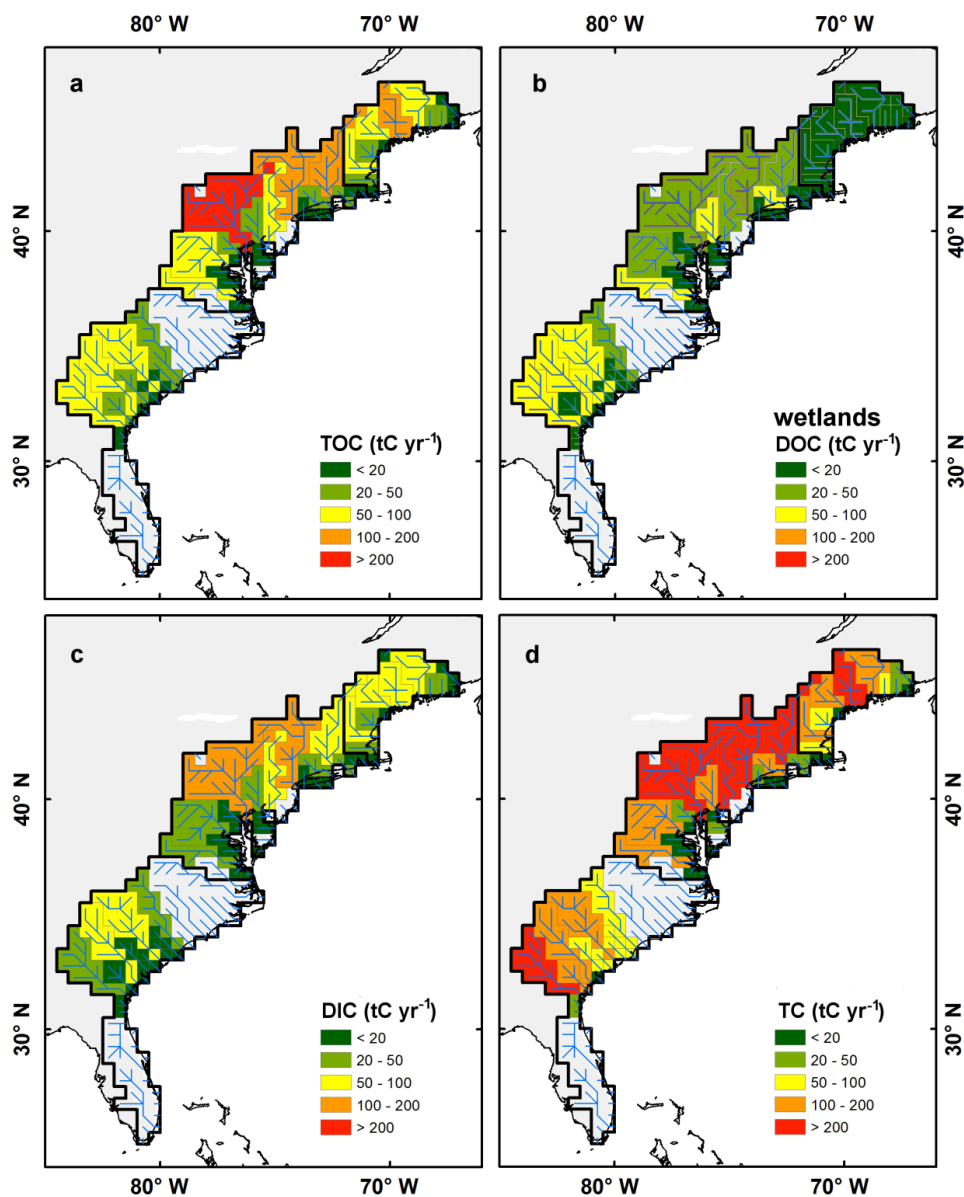 80° W 70° W 80° W 70° W
a
b
40° N
40° N
30° N
30° N
TOC (tC yr⁻¹)
< 20
20 - 50
50 - 100
100 - 200
> 200
wetlands
DOC (tC yr⁻¹)
< 20
20 - 50
50 - 100
100 - 200
> 200
c
d
40° N
40° N
30° N
30° N
DIC (tC yr⁻¹)
< 20
20 - 50
50 - 100
100 - 200
> 200
TC (tC yr⁻¹)
< 20
20 - 50
50 - 100
100 - 200
> 200
80° W 70° W 80° W 70° W